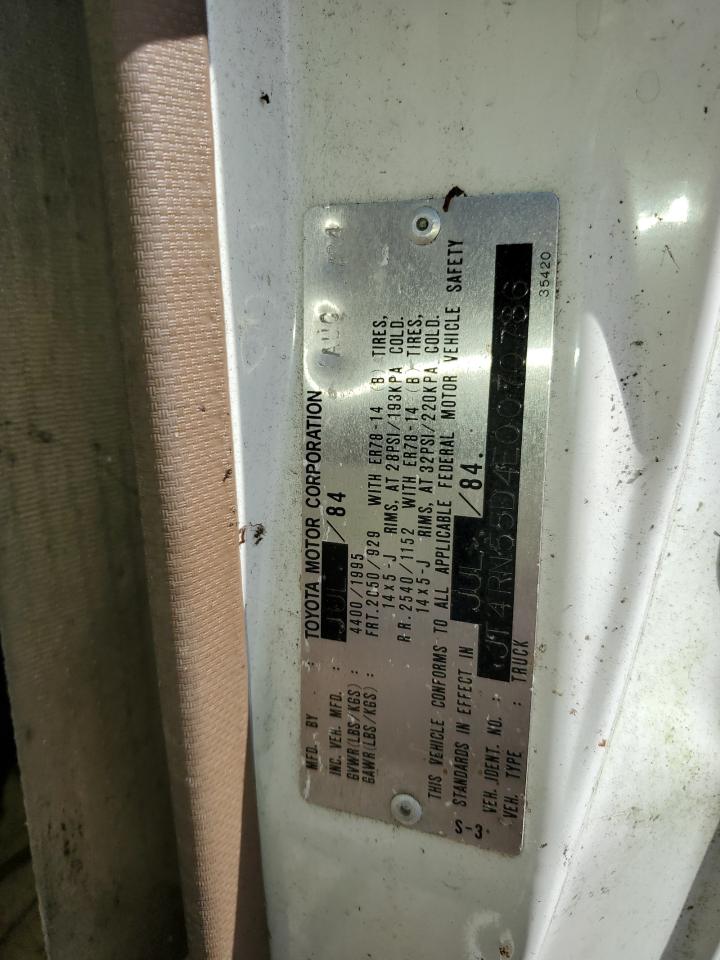 MFD. BY : TOYOTA MOTOR CORPORATION AUG
INC. VEH. MFD. : JUL /84
GVWR(LBS/KGS) : 4400/1995
GAWR(LBS/KGS) : FRT.2050/929 WITH ER78-14 (B) TIRES,
14x5-J RIMS, AT 28PSI/193KPA COLD.
RR.2540/1152 WITH ER78-14 (B) TIRES,
14x5-J RIMS, AT 32PSI/220KPA COLD.
THIS VEHICLE CONFORMS TO ALL APPLICABLE FEDERAL MOTOR VEHICLE SAFETY
STANDARDS IN EFFECT IN JUL /84.
VEH. IDENT. NO. :
VEH. TYPE : TRUCK
S-3
35420